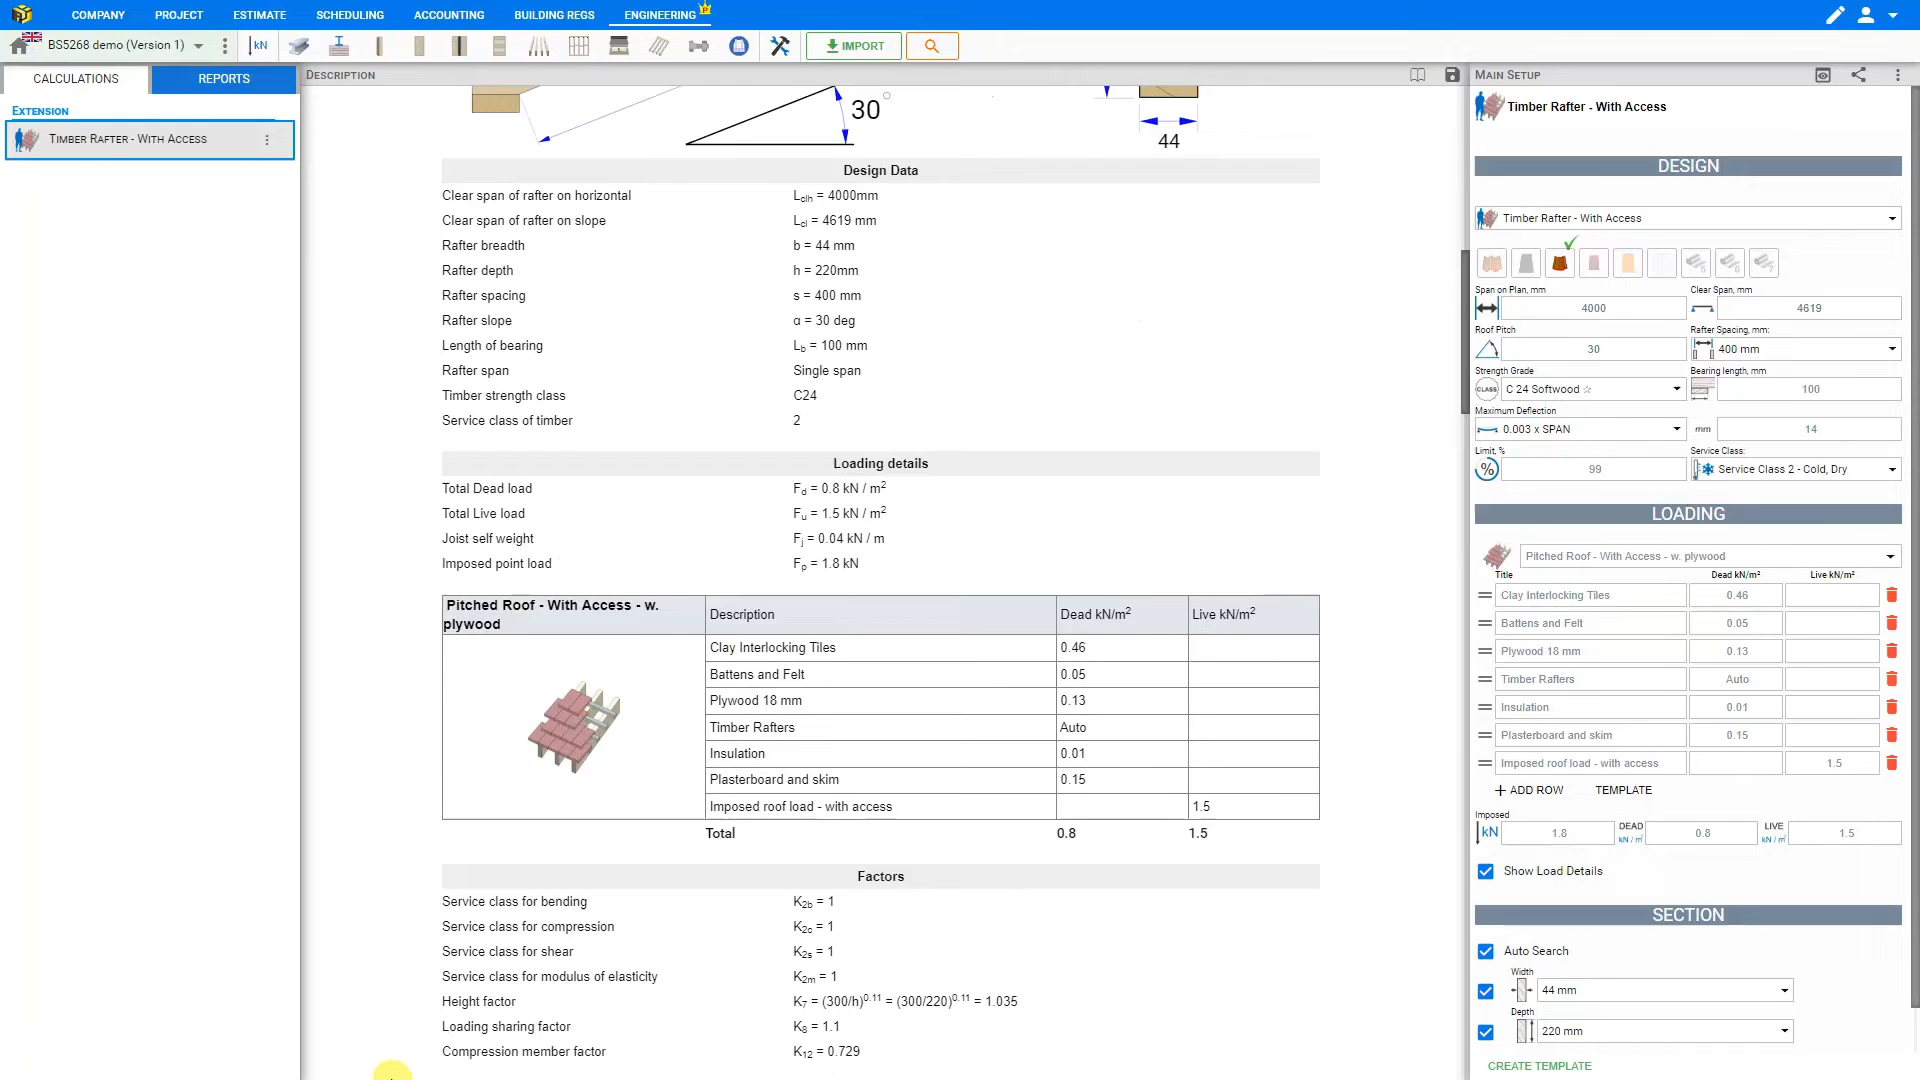 COMPANY PROJECT ESTIMATE SCHEDULING ACCOUNTING BUILDING REGS ENGINEERING
BS5268 demo (Version 1) kN IMPORT
CALCULATIONS REPORTS
EXTENSION
TIMBER RAFTER - WITH ACCESS
DESCRIPTION
30°
44
Design Data
Clear span of rafter on horizontal Lclh = 4000mm
Clear span of rafter on slope Lcl = 4619 mm
Rafter breadth b = 44 mm
Rafter depth h = 220mm
Rafter spacing s = 400 mm
Rafter slope α = 30 deg
Length of bearing Lb = 100 mm
Rafter span Single span
Timber strength class C24
Service class of timber 2
Loading details
Total Dead load Fd = 0.8 kN / m²
Total Live load Fu = 1.5 kN / m²
Joist self weight Fj = 0.04 kN / m
Imposed point load Fp = 1.8 kN
Pitched Roof - With Access - w. plywood Description Dead kN/m² Live kN/m²
Clay Interlocking Tiles 0.46
Battens and Felt 0.05
Plywood 18 mm 0.13
Timber Rafters Auto
Insulation 0.01
Plasterboard and skim 0.15
Imposed roof load - with access 1.5
Total 0.8 1.5
Factors
Service class for bending K2b = 1
Service class for compression K2c = 1
Service class for shear K2s = 1
Service class for modulus of elasticity K2m = 1
Height factor K7 = (300/h)^0.11 = (300/220)^0.11 = 1.035
Loading sharing factor K8 = 1.1
Compression member factor K12 = 0.729
MAIN SETUP
Timber Rafter - With Access
DESIGN
Timber Rafter - With Access
5 6 7
Span on Plan, mm Clear Span, mm
4000 4619
Roof Pitch Rafter Spacing, mm:
30 400 mm
Strength Grade Bearing length, mm
CLASS C 24 Softwood ☆ 100
Maximum Deflection
0.003 x SPAN mm 14
Limit, % Service Class:
% 99 Service Class 2 - Cold, Dry
LOADING
Pitched Roof - With Access - w. plywood
Title Dead kN/m² Live kN/m²
Clay Interlocking Tiles 0.46
Battens and Felt 0.05
Plywood 18 mm 0.13
Timber Rafters Auto
Insulation 0.01
Plasterboard and skim 0.15
Imposed roof load - with access 1.5
+ ADD ROW TEMPLATE
Imposed
kN 1.8 DEAD kN / m² 0.8 LIVE kN / m² 1.5
Show Load Details
SECTION
Auto Search
Width
44 mm
Depth
220 mm
CREATE TEMPLATE